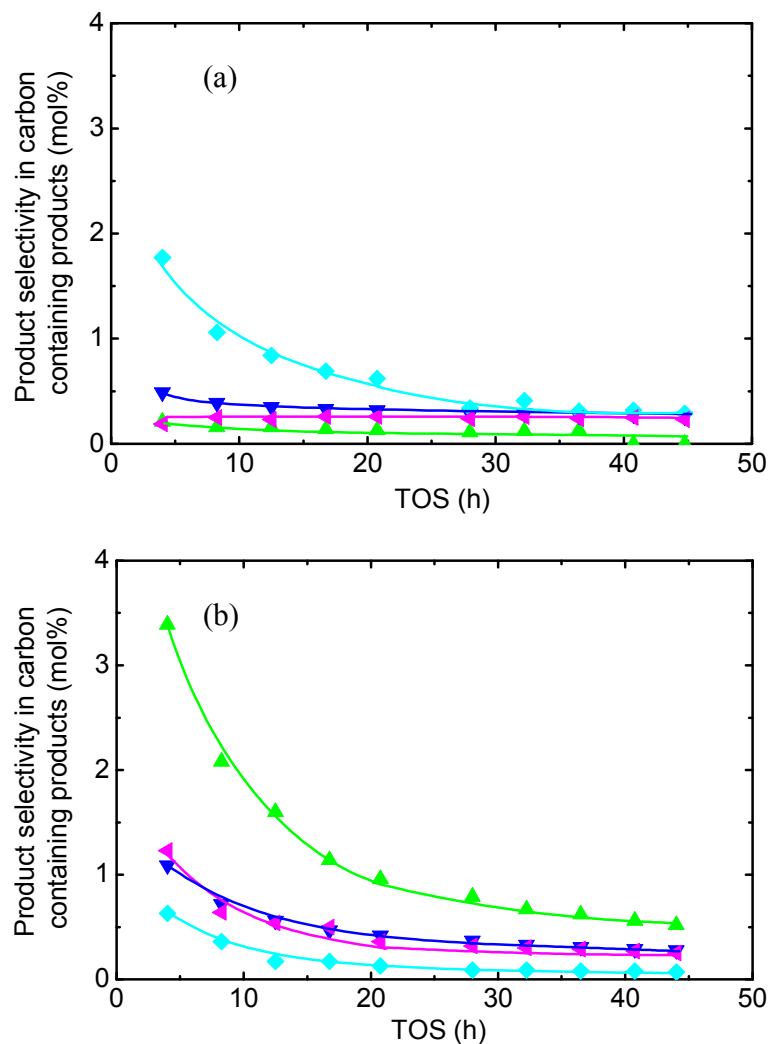 4
3
2
1
0
(a)
Product selectivity in carbon
containing products (mol%)
0 10 20 30 40 50
TOS (h)
4
3
2
1
0
(b)
Product selectivity in carbon
containing products (mol%)
0 10 20 30 40 50
TOS (h)